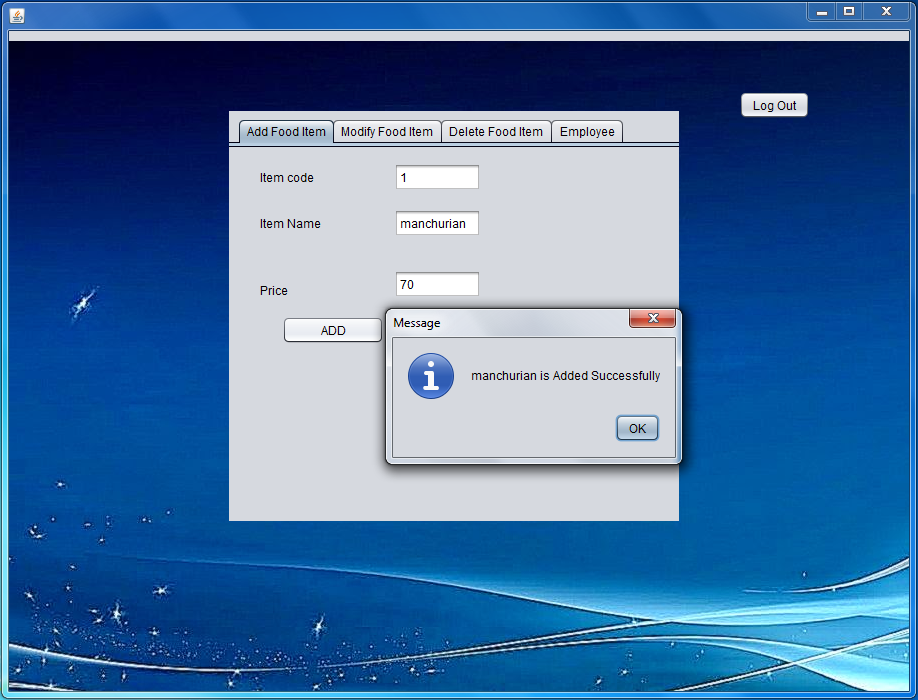 Log Out
Add Food Item Modify Food Item Delete Food Item Employee
Item code 1
Item Name manchurian
Price 70
ADD
Message
manchurian is Added Successfully
OK